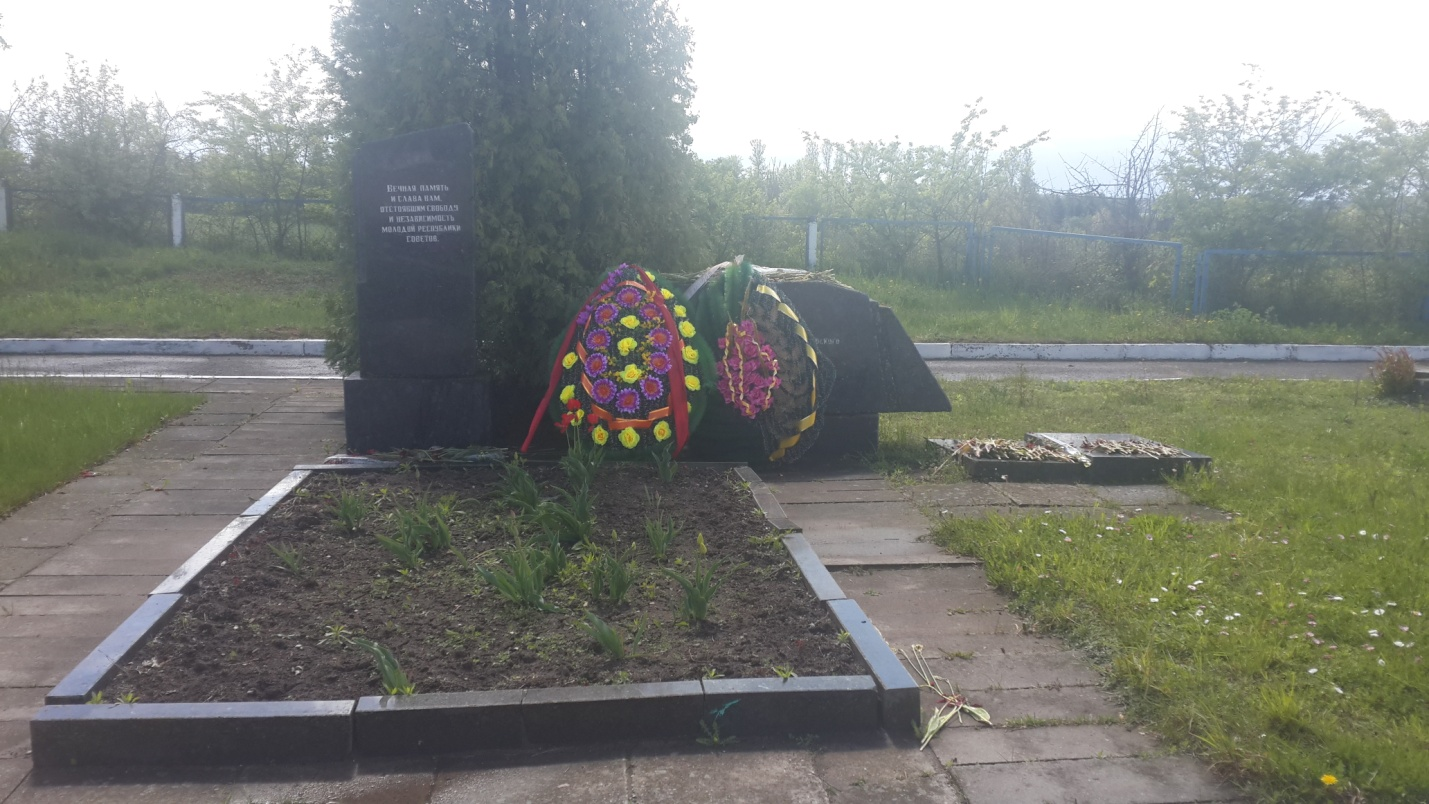 Вечная память
и слава вам,
отстоявшим свободу
и независимость
молодой Республики
Советов.